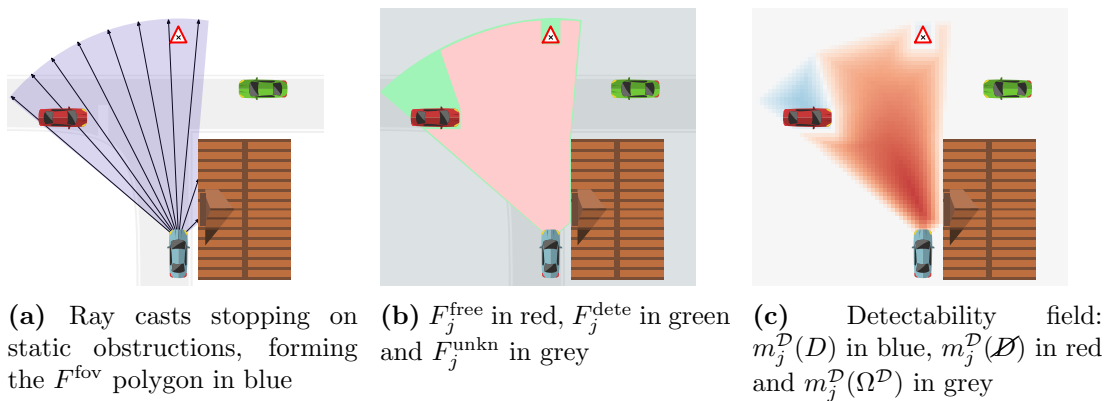 (a) Ray casts stopping on
static obstructions, forming
the F^fov polygon in blue
(b) F_j^free in red, F_j^dete in green
and F_j^unkn in grey
(c) Detectability field:
m_j^𝒟(D) in blue, m_j^𝒟(D̸) in red
and m_j^𝒟(Ω^𝒟) in grey